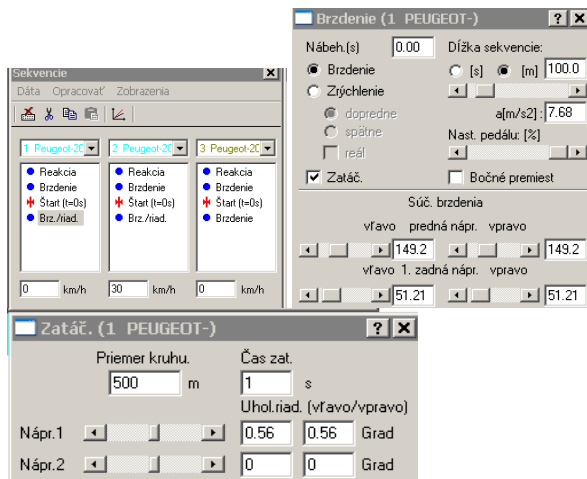 Sekvencie
Dáta Opracovať Zobrazenia
1 Peugeot-20 2 Peugeot-20 3 Peugeot-20
Reakcia Reakcia Reakcia
Brzdenie Brzdenie Brzdenie
Štart (t=0s) Štart (t=0s) Štart (t=0s)
Brz./riad. Brz./riad. Brzdenie
0 km/h 30 km/h 0 km/h
Brzdenie (1 PEUGEOT-)
Nábeh.(s) 0.00 Dĺžka sekvencie:
Brzdenie [s] [m] 100.0
Zrýchlenie
dopredne a[m/s2] : 7.68
spätne Nast. pedálu: [%]
reál
Zatáč. Bočné premiest
Súč. brzdenia
vľavo predná nápr. vpravo
149.2 149.2
vľavo 1. zadná nápr. vpravo
51.21 51.21
Zatáč. (1 PEUGEOT-)
Priemer kruhu. Čas zat.
500 m 1 s
Uhol.riad. (vľavo/vpravo)
Nápr.1 0.56 0.56 Grad
Nápr.2 0 0 Grad